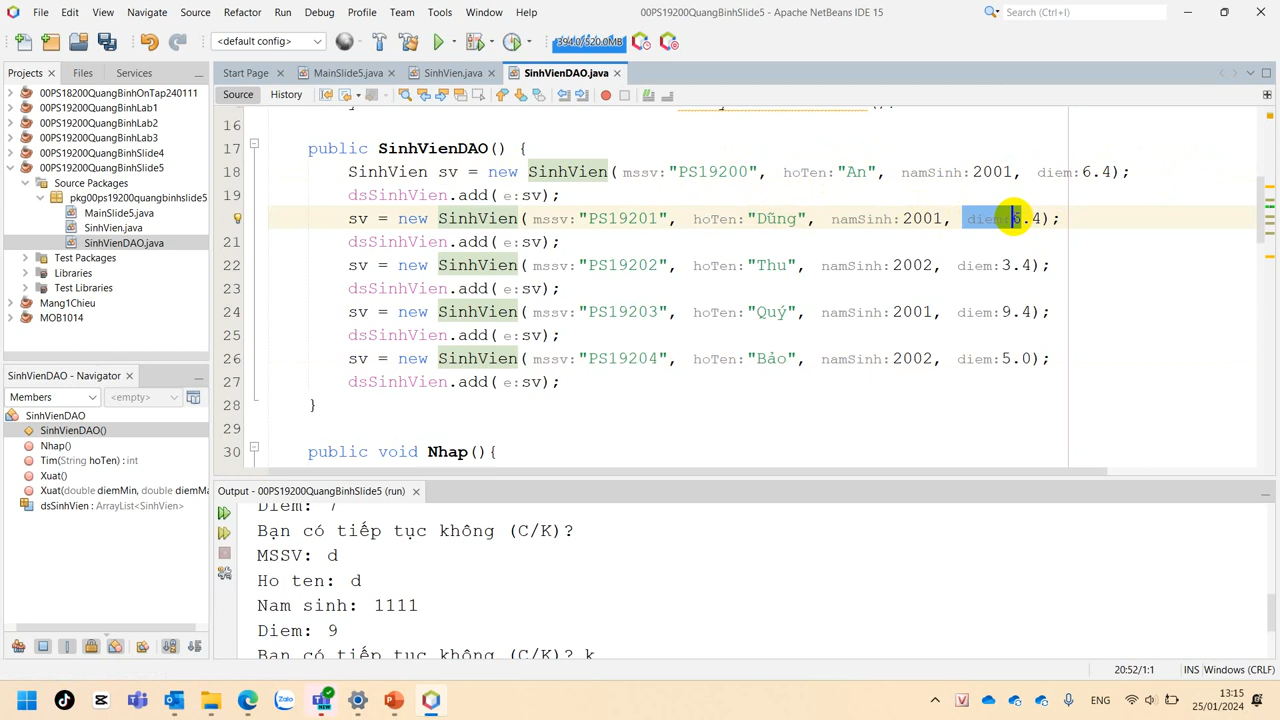 File Edit View Navigate Source Refactor Run Debug Profile Team Tools Window Help 00PS19200QuangBinhSlide5 - Apache NetBeans IDE 15 Search (Ctrl+I)
<default config> 394.0/520.0MB
Projects Files Services Start Page MainSlide5.java SinhVien.java SinhVienDAO.java
Source History
00PS18200QuangBinhOnTap240111
00PS19200QuangBinhLab1
00PS19200QuangBinhLab2
00PS19200QuangBinhLab3
00PS19200QuangBinhSlide4
00PS19200QuangBinhSlide5
Source Packages
pkg00ps19200quangbinhslide5
MainSlide5.java
SinhVien.java
SinhVienDAO.java
Test Packages
Libraries
Test Libraries
Mang1Chieu
MOB1014
16
17 public SinhVienDAO() {
18 SinhVien sv = new SinhVien(mssv:"PS19200", hoTen:"An", namSinh:2001, diem:6.4);
19 dsSinhVien.add(e:sv);
sv = new SinhVien(mssv:"PS19201", hoTen:"Dũng", namSinh:2001, diem:6.4);
21 dsSinhVien.add(e:sv);
22 sv = new SinhVien(mssv:"PS19202", hoTen:"Thu", namSinh:2002, diem:3.4);
23 dsSinhVien.add(e:sv);
24 sv = new SinhVien(mssv:"PS19203", hoTen:"Quý", namSinh:2001, diem:9.4);
25 dsSinhVien.add(e:sv);
26 sv = new SinhVien(mssv:"PS19204", hoTen:"Bảo", namSinh:2002, diem:5.0);
27 dsSinhVien.add(e:sv);
28 }
29
30 public void Nhap(){
SinhVienDAO - Navigator
Members <empty>
SinhVienDAO
SinhVienDAO()
Nhap()
Tim(String hoTen) : int
Xuat()
Xuat(double diemMin, double diemMa
dsSinhVien : ArrayList<SinhVien>
Output - 00PS19200QuangBinhSlide5 (run)
Diem: 7
Bạn có tiếp tục không (C/K)?
MSSV: d
Ho ten: d
Nam sinh: 1111
Diem: 9
Bạn có tiếp tục không (C/K)? k
20:52/1:1 INS Windows (CRLF)
Zalo NEW ENG 13:15
25/01/2024